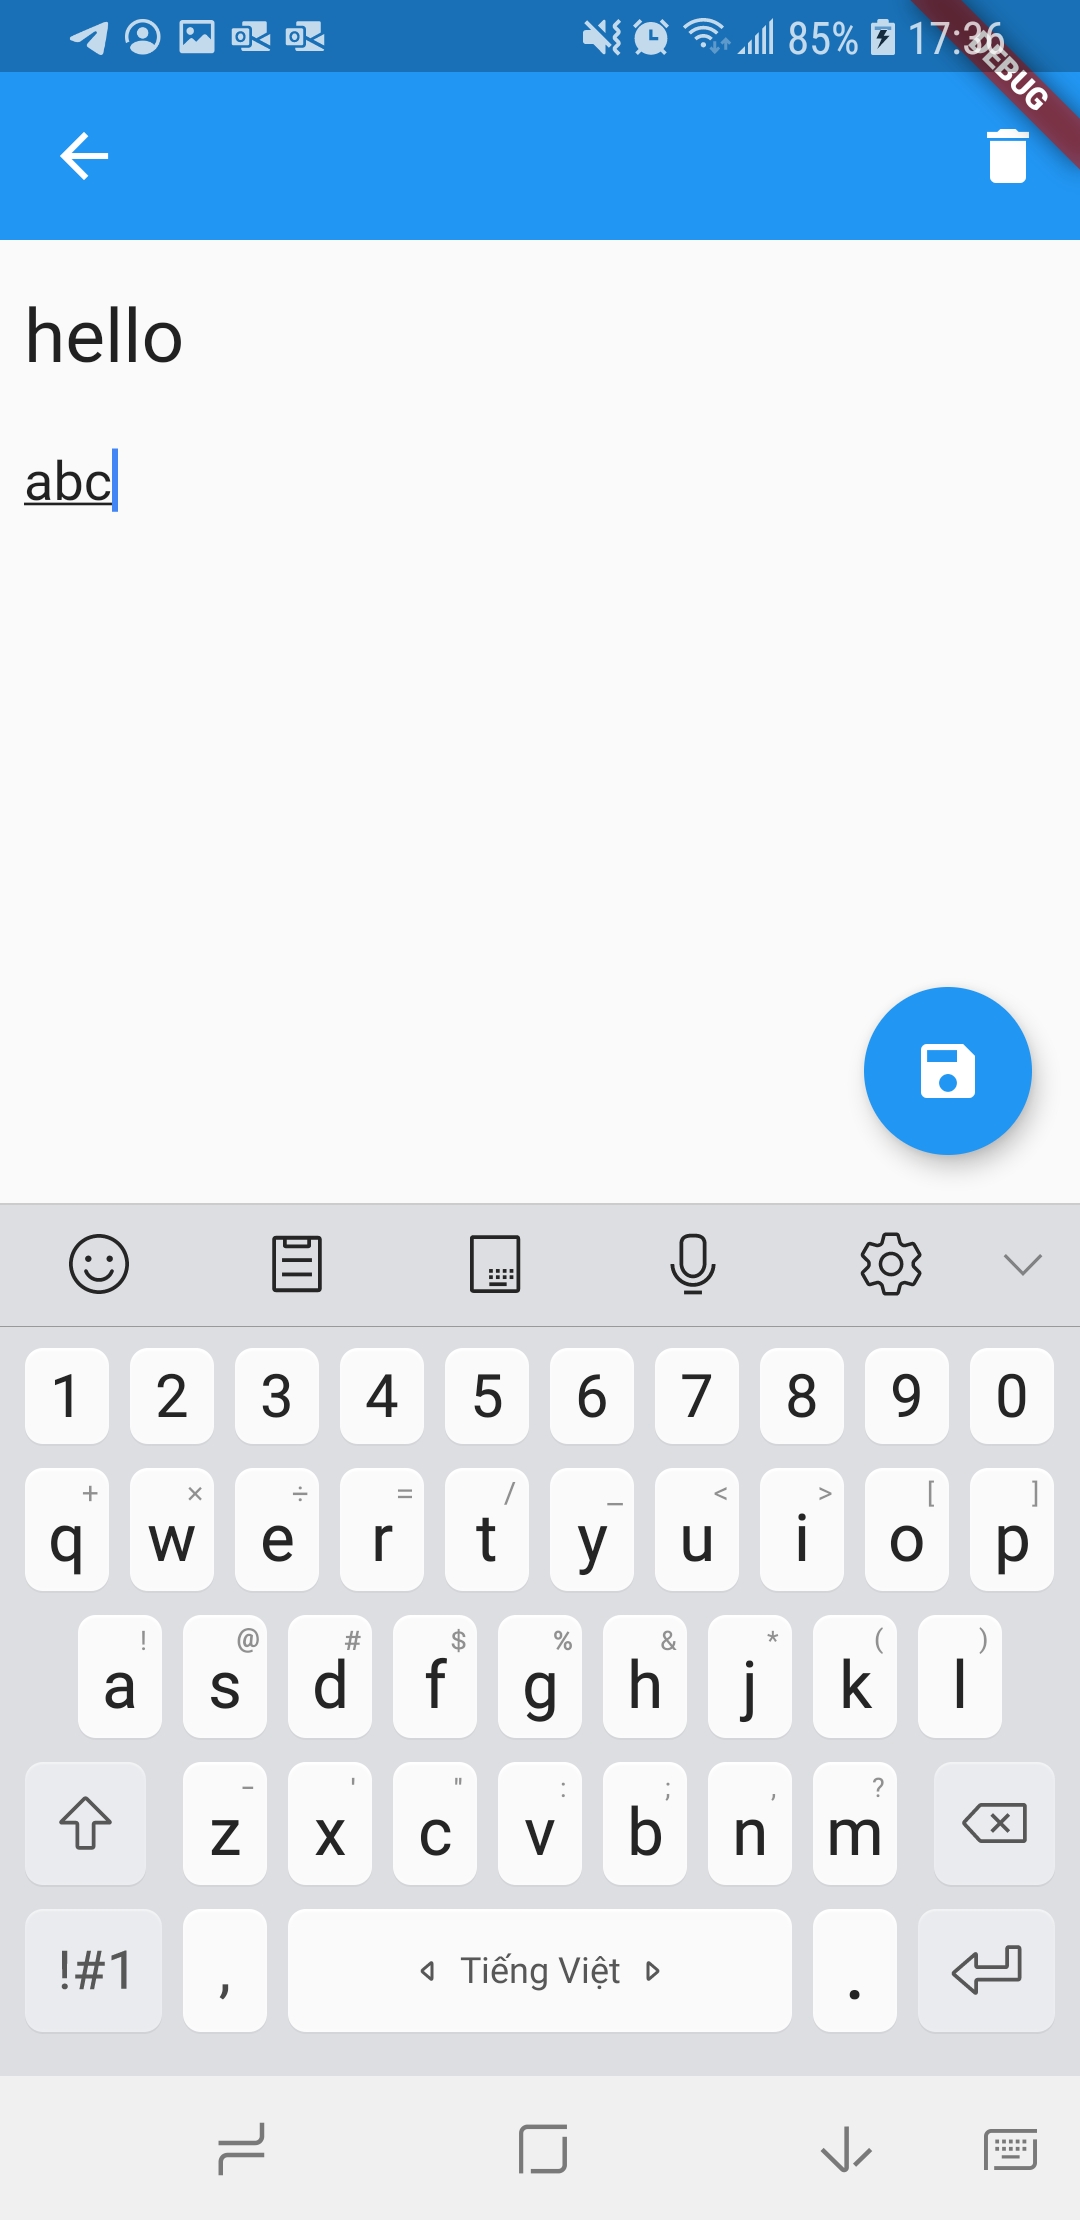 85% 17:36
DEBUG
hello
abc
1 2 3 4 5 6 7 8 9 0
+ × ÷ = / _ < > [ ]
q w e r t y u i o p
! @ # $ % & * ( )
a s d f g h j k l
- ' " : ; , ?
z x c v b n m
!#1 , Tiếng Việt .